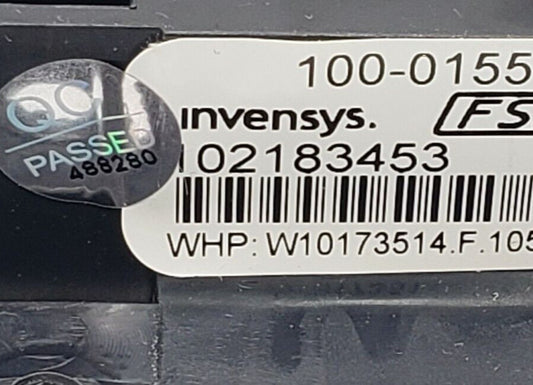 100-0155
invensys. FS
102183453
WHP: W10173514.F.105
QC
PASSED
488280